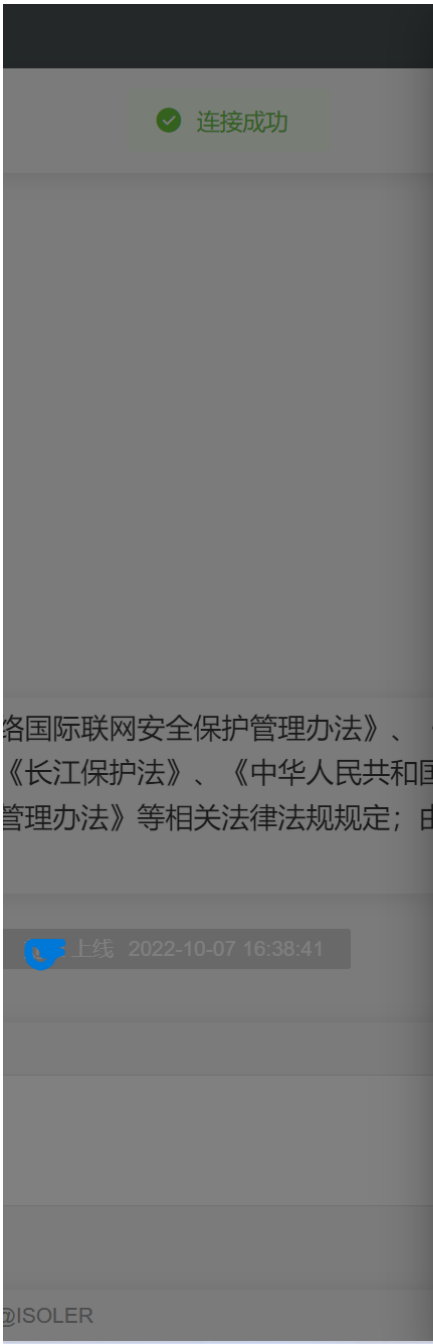 连接成功
络国际联网安全保护管理办法》、
《长江保护法》、《中华人民共和国
管理办法》等相关法律法规规定；由
上线 2022-10-07 16:38:41
@ISOLER